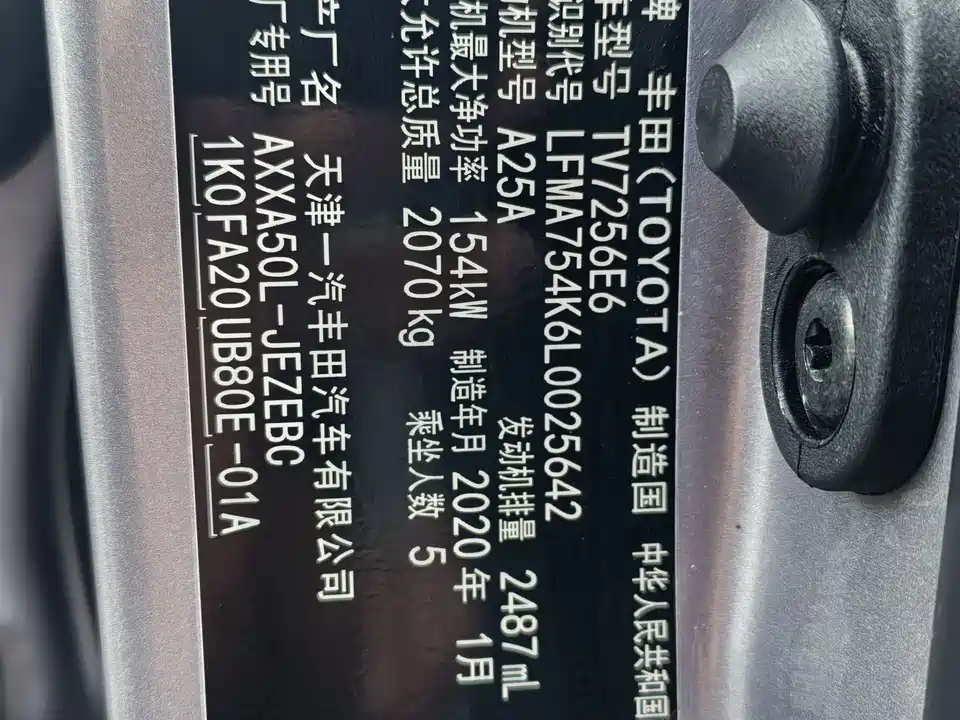 牌 丰田(TOYOTA) 制造国 中华人民共和国
车型号 TV7256E6
识别代号 LFMA754K6L0025642
机型号 A25A 发动机排量 2487mL
机最大净功率 154kW 制造年月 2020年 1月
允许总质量 2070kg 乘坐人数 5
产厂名 天津一汽丰田汽车有限公司
厂专用号 AXXA50L-JEZEBC
1K0FA20UB80E-01A